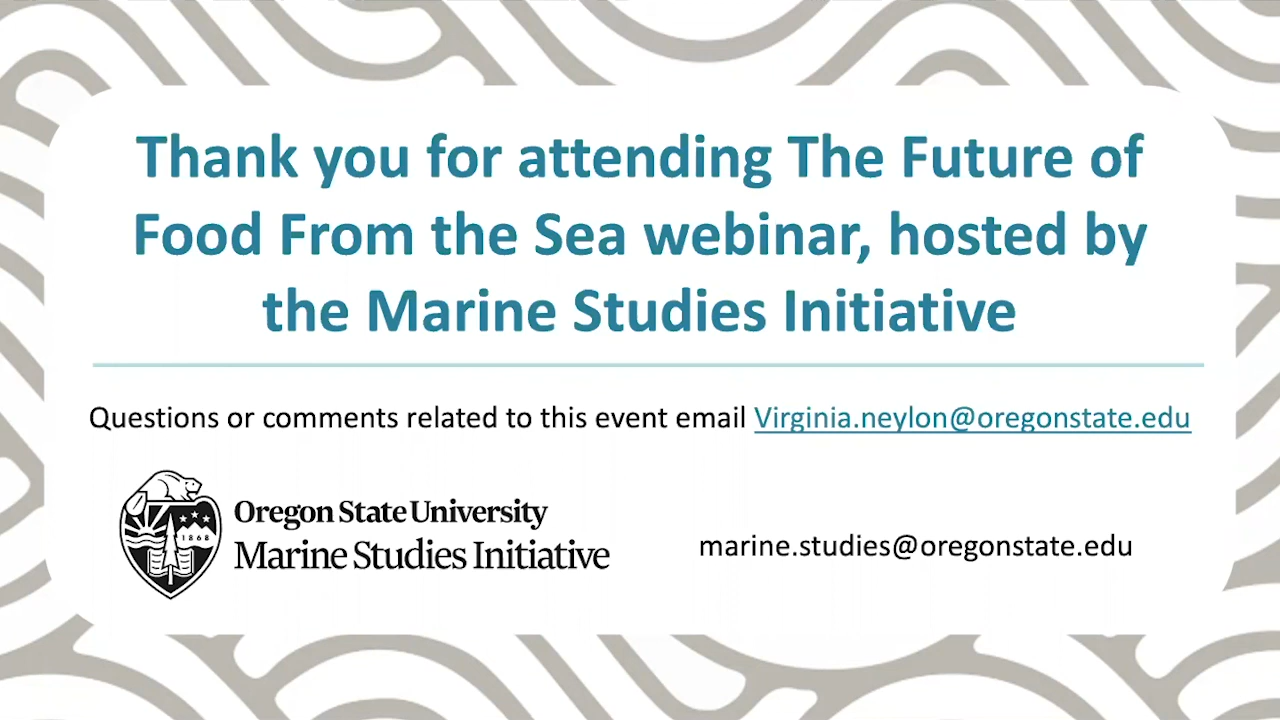 Thank you for attending The Future of
Food From the Sea webinar, hosted by
the Marine Studies Initiative
Questions or comments related to this event email Virginia.neylon@oregonstate.edu
1868
Oregon State University
Marine Studies Initiative
marine.studies@oregonstate.edu